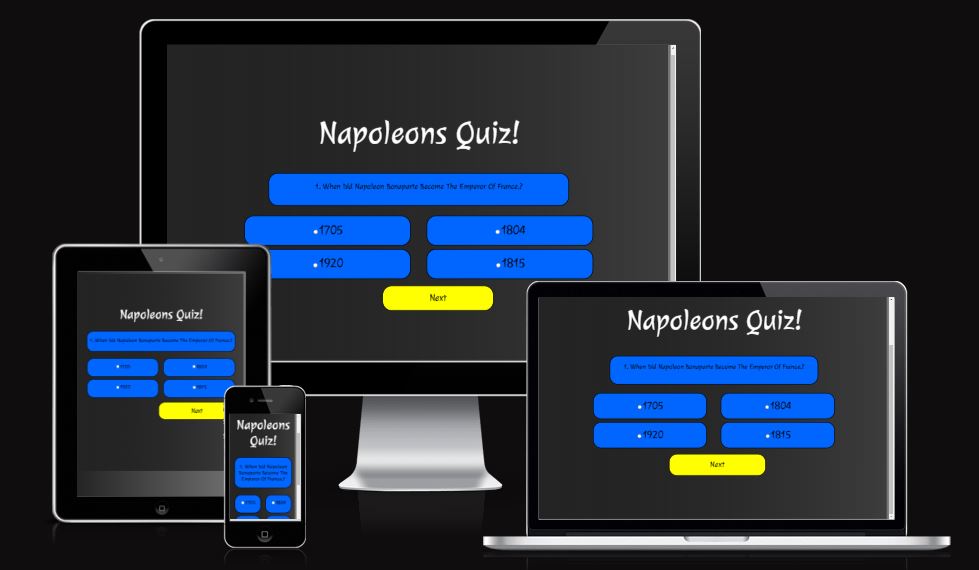 Napoleons Quiz!
1. When Did Napoleon Bonaparte Become The Emperor Of France.?
1705
1804
1920
1815
Next
Napoleons Quiz!
1. When Did Napoleon Bonaparte Become The Emperor Of France.?
1705
1804
1920
1815
Next
Napoleons
Quiz!
1. When Did Napoleon
Bonaparte Become The
Emperor Of France.?
1705
1804
Napoleons Quiz!
1. When Did Napoleon Bonaparte Become The Emperor Of France.?
1705
1804
1920
1815
Next